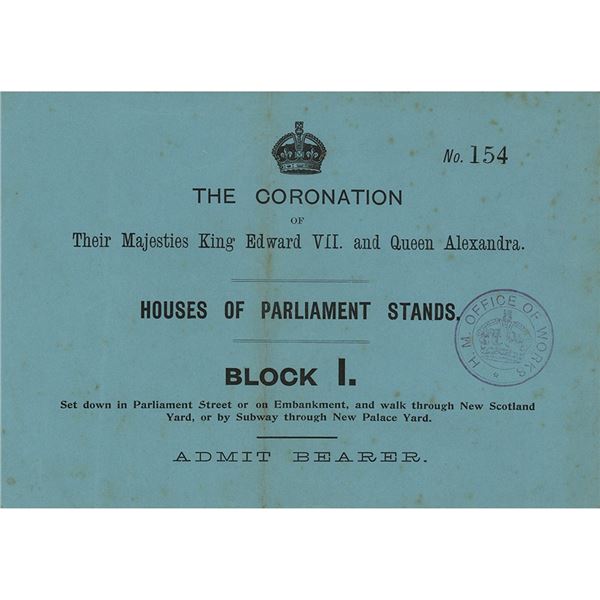 No. 154
THE CORONATION
OF
Their Majesties King Edward VII. and Queen Alexandra.
HOUSES OF PARLIAMENT STANDS.
H. M. OFFICE OF WORKS
BLOCK I.
Set down in Parliament Street or on Embankment, and walk through New Scotland
Yard, or by Subway through New Palace Yard.
ADMIT BEARER.